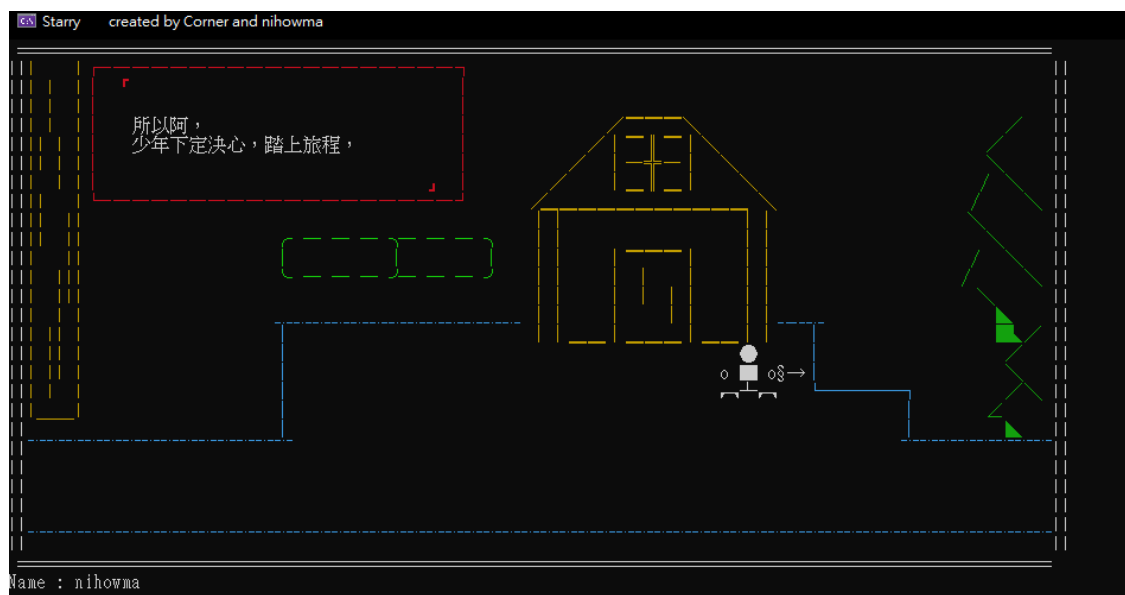 Starry created by Corner and nihowma
「
所以阿，
少年下定決心，踏上旅程，
」
o o§→
Name : nihowma